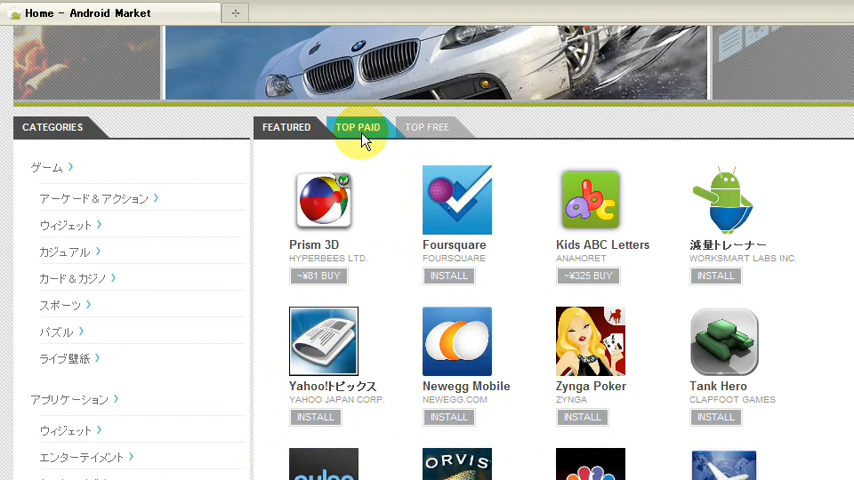 Home - Android Market
CATEGORIES
FEATURED
TOP PAID
TOP FREE
ゲーム
アーケード＆アクション
ウィジェット
カジュアル
カード＆カジノ
スポーツ
パズル
ライブ壁紙
アプリケーション
ウィジェット
エンターテイメント
Prism 3D
HYPERBEES LTD.
~¥81 BUY
Foursquare
FOURSQUARE
INSTALL
abc
Kids ABC Letters
ANAHORET
~¥325 BUY
減量トレーナー
WORKSMART LABS INC.
INSTALL
Yahoo!トピックス
YAHOO JAPAN CORP.
INSTALL
Newegg Mobile
NEWEGG.COM
INSTALL
Zynga Poker
ZYNGA
INSTALL
Tank Hero
CLAPFOOT GAMES
INSTALL
pulse
ORVIS